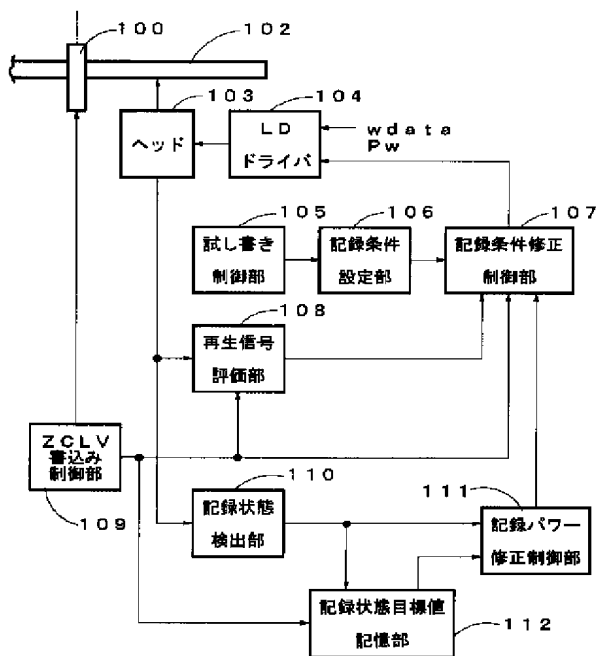 １００
１０２
１０３
１０４
ヘッド
ＬＤ
ドライバ
ｗｄａｔａ
Ｐｗ
１０５
１０６
１０７
試し書き
制御部
記録条件
設定部
記録条件修正
制御部
１０８
再生信号
評価部
ＺＣＬＶ
書込み
制御部
１０９
１１０
記録状態
検出部
１１１
記録パワー
修正制御部
記録状態目標値
記憶部
１１２